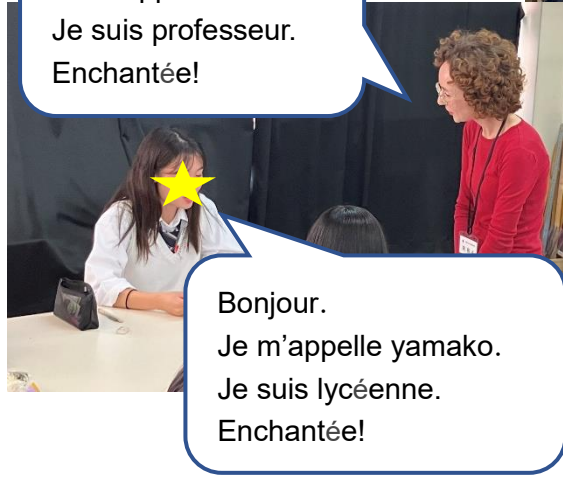 Je suis professeur.
Enchantée!
Bonjour.
Je m’appelle yamako.
Je suis lycéenne.
Enchantée!